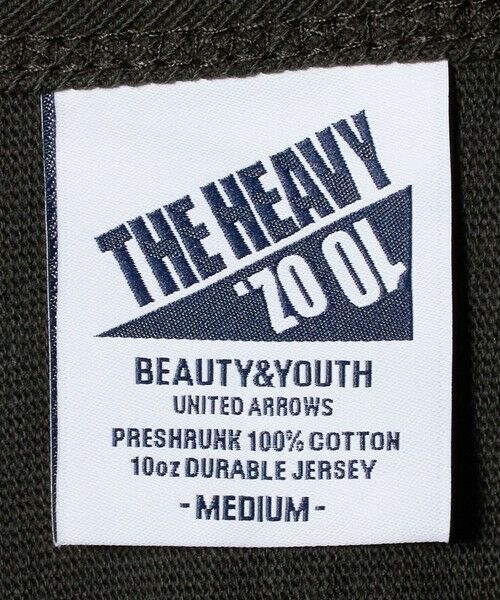 THE HEAVY
10 OZ.
BEAUTY&YOUTH
UNITED ARROWS
PRESHRUNK 100% COTTON
10oz DURABLE JERSEY
-MEDIUM-